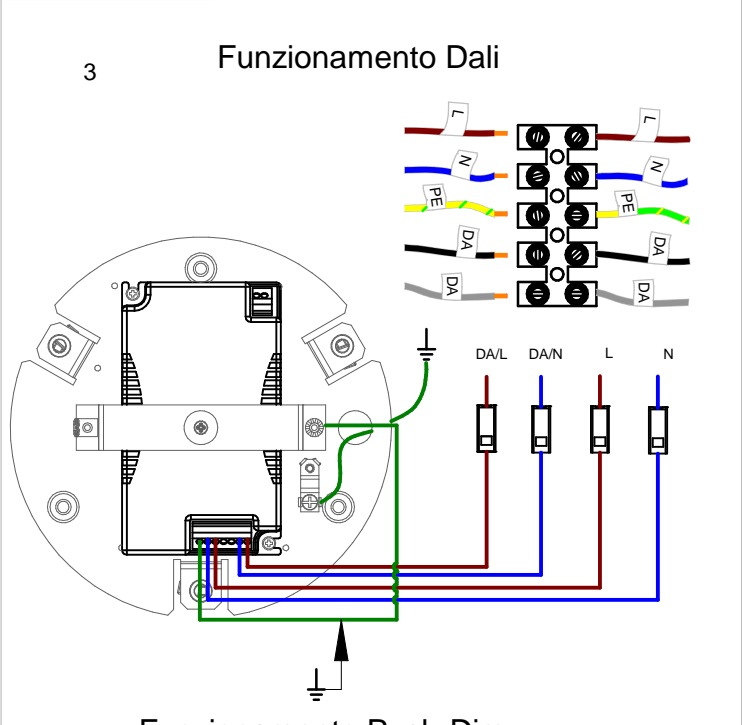 Funzionamento Dali
3
L L
N N
PE PE
DA DA
DA DA
DA/L DA/N L N